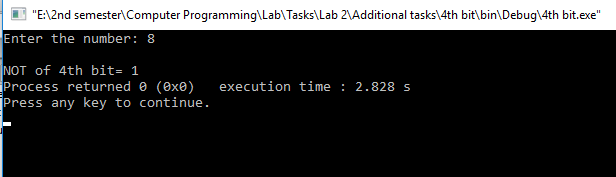 "E:\2nd semester\Computer Programming\Lab\Tasks\Lab 2\Additional tasks\4th bit\bin\Debug\4th bit.exe"
Enter the number: 8
NOT of 4th bit= 1
Process returned 0 (0x0)   execution time : 2.828 s
Press any key to continue.